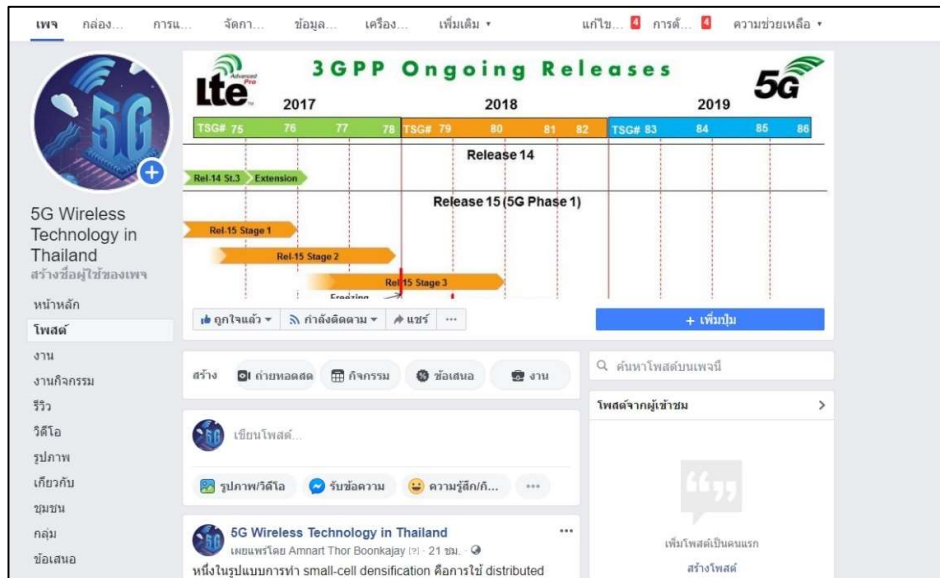 เพจ กล่อง... การแ... จัดกา... ข้อมูล... เครื่อง... เพิ่มเติม แก้ไข... 4 การตั้... 4 ความช่วยเหลือ
LTE Advanced Pro 3GPP Ongoing Releases 5G
2017 2018 2019
TSG# 75 76 77 78 TSG# 79 80 81 82 TSG# 83 84 85 86
Release 14
Rel-14 St.3 Extension
Release 15 (5G Phase 1)
Rel-15 Stage 1
Rel-15 Stage 2
Rel-15 Stage 3
Freezing
5G
5G Wireless
Technology in
Thailand
สร้างชื่อผู้ใช้ของเพจ
หน้าหลัก
โพสต์
งาน
งานกิจกรรม
รีวิว
วิดีโอ
รูปภาพ
เกี่ยวกับ
ชุมชน
กลุ่ม
ข้อเสนอ
ถูกใจแล้ว กำลังติดตาม แชร์ ... + เพิ่มปุ่ม
สร้าง ถ่ายทอดสด กิจกรรม ข้อเสนอ งาน
เขียนโพสต์...
รูปภาพ/วิดีโอ รับข้อความ ความรู้สึก/กิ... ...
5G Wireless Technology in Thailand ...
เผยแพร่โดย Amnart Thor Boonkajay [?] · 21 ชม. ·
หนึ่งในรูปแบบการทำ small-cell densification คือการใช้ distributed
ค้นหาโพสต์บนเพจนี้
โพสต์จากผู้เข้าชม
เพิ่มโพสต์เป็นคนแรก
สร้างโพสต์